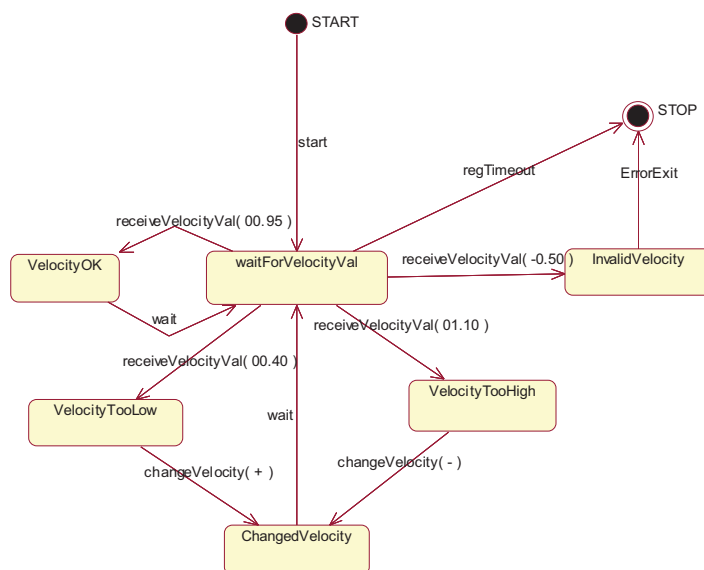 START
STOP
start
regTimeout
ErrorExit
receiveVelocityVal( 00.95 )
VelocityOK
waitForVelocityVal
receiveVelocityVal( -0.50 )
InvalidVelocity
wait
receiveVelocityVal( 01.10 )
receiveVelocityVal( 00.40 )
VelocityTooLow
wait
VelocityTooHigh
changeVelocity( + )
changeVelocity( - )
ChangedVelocity